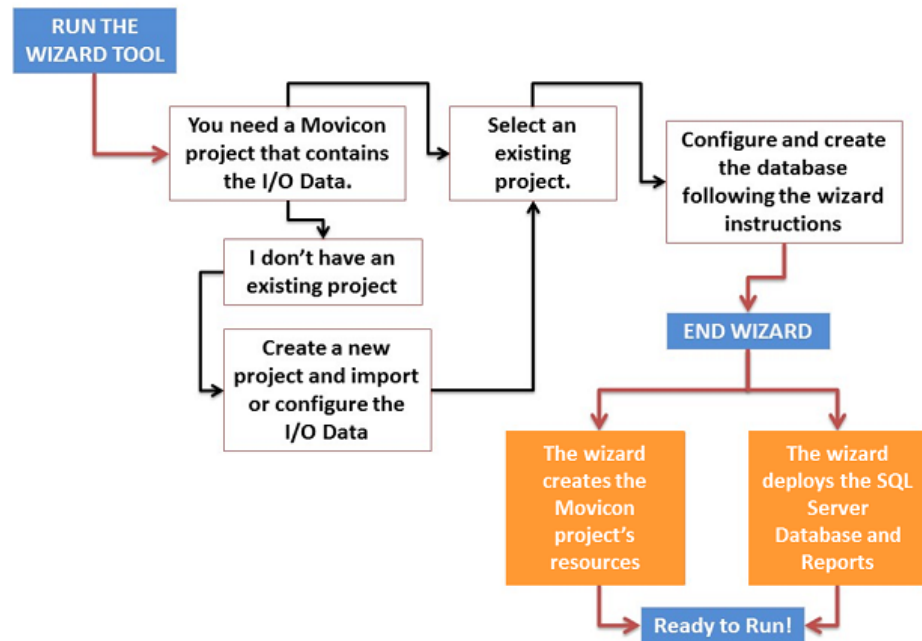 RUN THE
WIZARD TOOL
You need a Movicon
project that contains
the I/O Data.
Select an
existing
project.
Configure and create
the database
following the wizard
instructions
I don't have an
existing project
Create a new
project and import
or configure the
I/O Data
END WIZARD
The wizard
creates the
Movicon
project's
resources
The wizard
deploys the SQL
Server
Database and
Reports
Ready to Run!